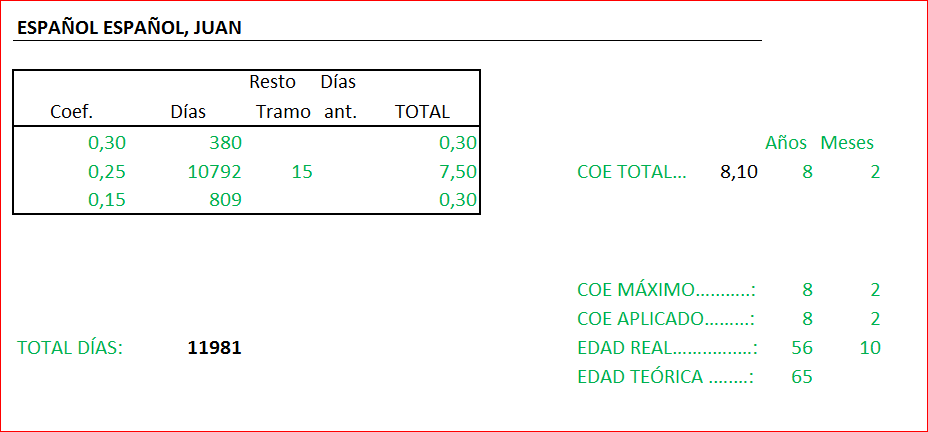 ESPAÑOL ESPAÑOL, JUAN
Resto Días
Coef. Días Tramo ant. TOTAL
0,30 380 0,30
0,25 10792 15 7,50
0,15 809 0,30
Años Meses
COE TOTAL... 8,10 8 2
COE MÁXIMO...........: 8 2
COE APLICADO.........: 8 2
TOTAL DÍAS: 11981
EDAD REAL................: 56 10
EDAD TEÓRICA ........: 65